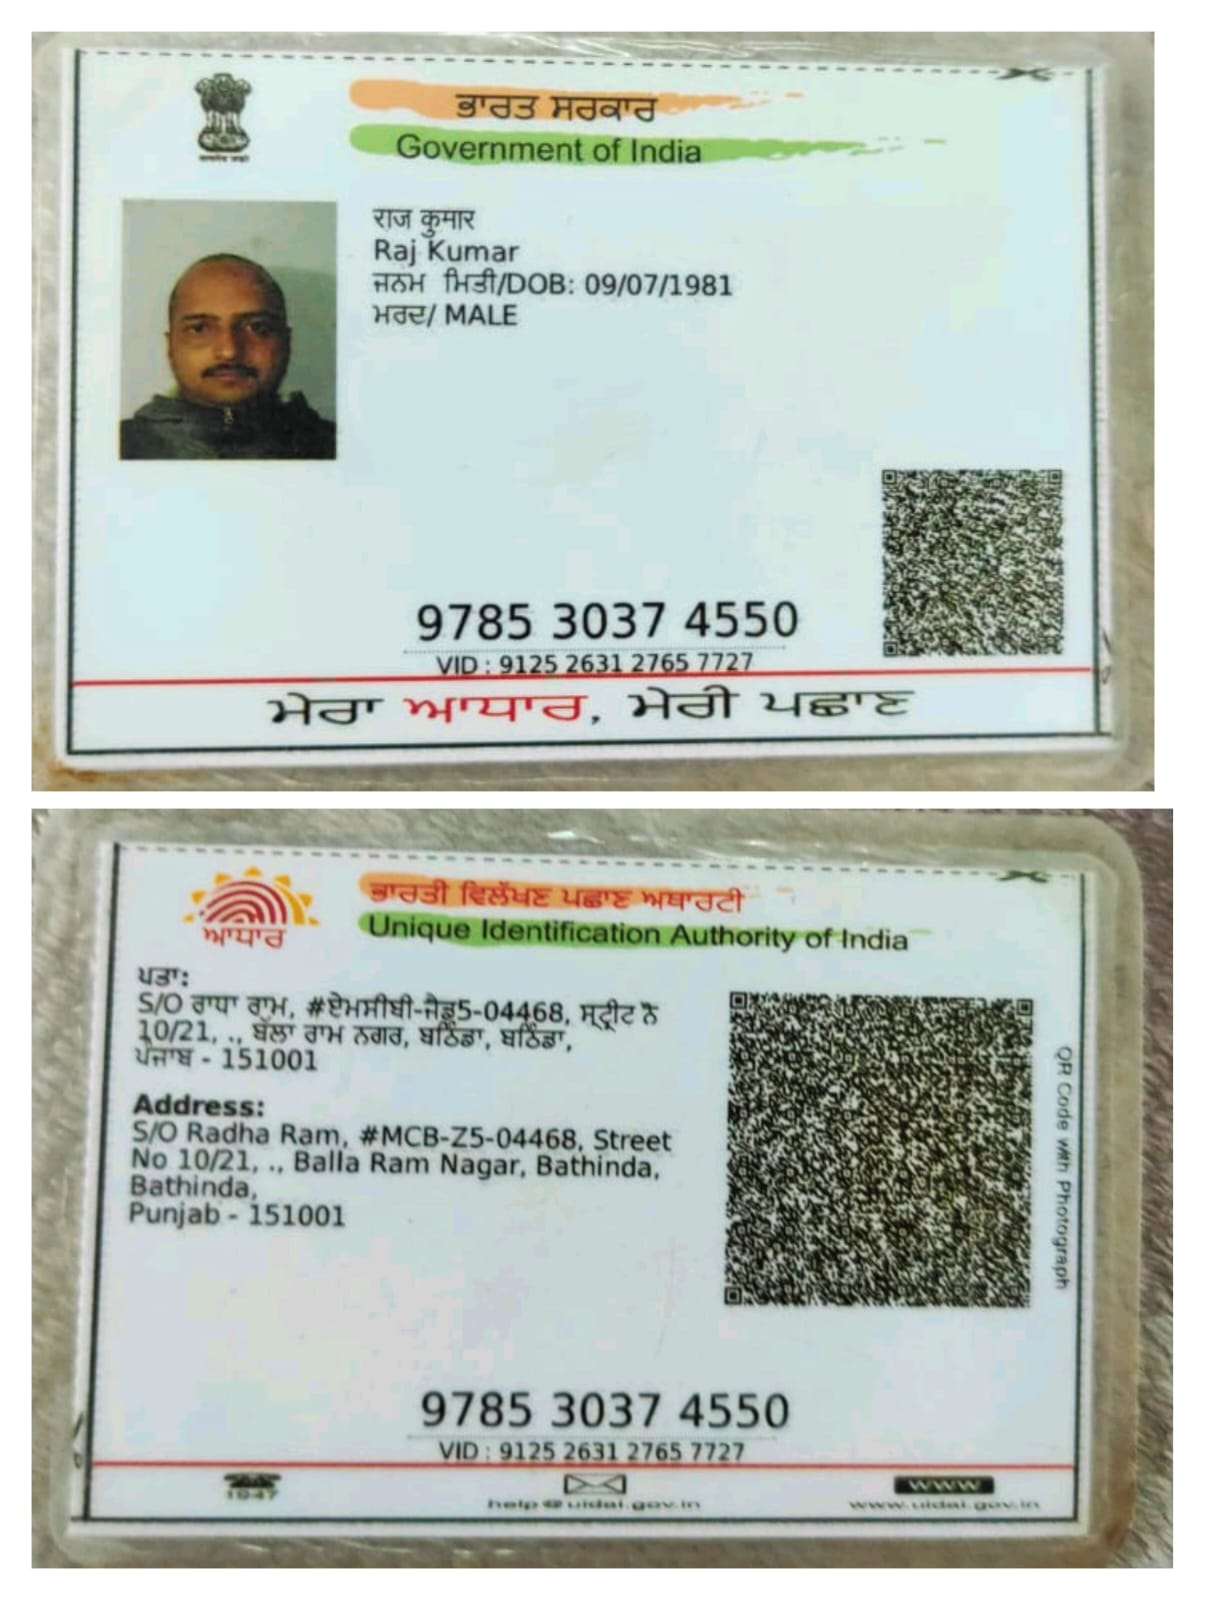 ਭਾਰਤ ਸਰਕਾਰ
Government of India
राज कुमार
Raj Kumar
ਜਨਮ ਮਿਤੀ/DOB: 09/07/1981
ਮਰਦ/ MALE
9785 3037 4550
VID : 9125 2631 2765 7727
ਮੇਰਾ ਆਧਾਰ, ਮੇਰੀ ਪਛਾਣ
ਭਾਰਤੀ ਵਿਲੱਖਣ ਪਛਾਣ ਅਥਾਰਟੀ
Unique Identification Authority of India
ਆਧਾਰ
ਪਤਾ:
S/O ਰਾਧਾ ਰਾਮ, #ਏਮਸੀਬੀ-ਜੈਡ5-04468, ਸਟ੍ਰੀਟ ਨੋ
10/21, ., ਬੱਲਾ ਰਾਮ ਨਗਰ, ਬਠਿੰਡਾ, ਬਠਿੰਡਾ,
ਪੰਜਾਬ - 151001
Address:
S/O Radha Ram, #MCB-Z5-04468, Street
No 10/21, ., Balla Ram Nagar, Bathinda,
Bathinda,
Punjab - 151001
QR Code with Photograph
9785 3037 4550
VID : 9125 2631 2765 7727
1947
help@uidai.gov.in
www
www.uidai.gov.in